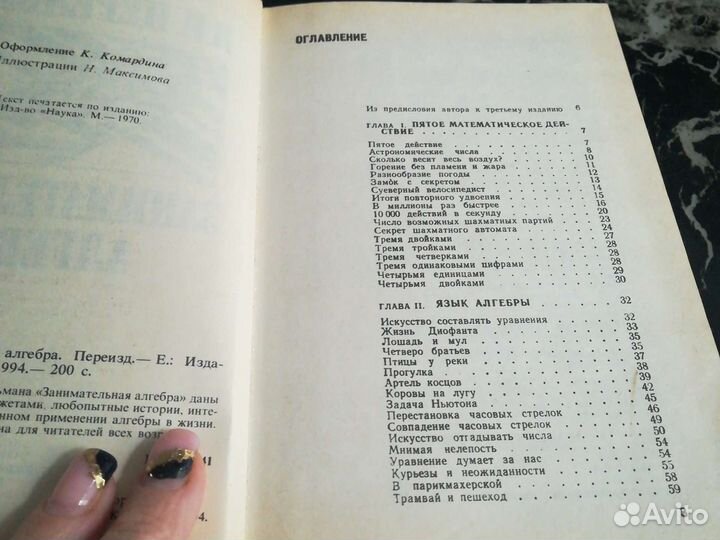 Оформление К. Комардина
Иллюстрации Н. Максимова
Текст печатается по изданию:
Изд-во «Наука». М.— 1970.
алгебра. Переизд.— Е.: Изда-
1994.— 200 с.
«Занимательная алгебра» даны
любопытные истории, инте-
применении алгебры в жизни.
для читателей всех
ОГЛАВЛЕНИЕ
Из предисловия автора к третьему изданию 6
ГЛАВА I. ПЯТОЕ МАТЕМАТИЧЕСКОЕ ДЕЙ-
СТВИЕ . . . . . . . . . . 7
Пятое действие . . . . . . . . 7
Астрономические числа . . . . . . 8
Сколько весит весь воздух? . . . . . 10
Горение без пламени и жара . . . . . 11
Разнообразие погоды . . . . . . 12
Замок с секретом . . . . . . . 13
Суеверный велосипедист . . . . . . 14
Итоги повторного удвоения . . . . . 15
В миллионы раз быстрее . . . . . . 16
10 000 действий в секунду . . . . . 20
Число возможных шахматных партий . . . 23
Секрет шахматного автомата . . . . . 24
Тремя двойками . . . . . . . 27
Тремя тройками . . . . . . . 28
Тремя четверками . . . . . . . 28
Тремя одинаковыми цифрами . . . . . 28
Четырьмя единицами . . . . . . 29
Четырьмя двойками . . . . . . . 30
ГЛАВА II. ЯЗЫК АЛГЕБРЫ . . . . . 32
Искусство составлять уравнения . . . . 32
Жизнь Диофанта . . . . . . . 33
Лошадь и мул . . . . . . . . 35
Четверо братьев . . . . . . . 35
Птицы у реки . . . . . . . . 37
Прогулка . . . . . . . . . 38
Артель косцов . . . . . . . . 39
Коровы на лугу . . . . . . . 42
Задача Ньютона . . . . . . . 45
Перестановка часовых стрелок . . . . 46
Совпадение часовых стрелок . . . . . 49
Искусство отгадывать числа . . . . . 50
Мнимая нелепость . . . . . . . 54
Уравнение думает за нас . . . . . 54
Курьезы и неожиданности . . . . . 55
В парикмахерской . . . . . . . 58
Трамвай и пешеход . . . . . . . 59
Avito